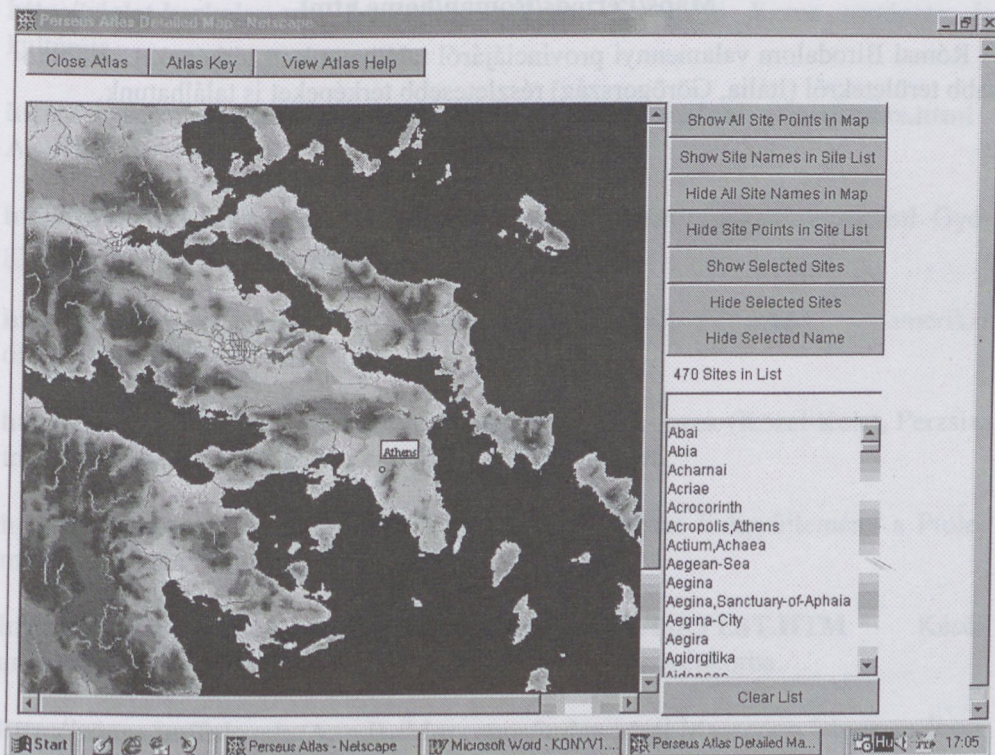 Perseus Atlas Detailed Map - Netscape
Close Atlas
Atlas Key
View Atlas Help
Athens
Show All Site Points in Map
Show Site Names in Site List
Hide All Site Names in Map
Hide Site Points in Site List
Show Selected Sites
Hide Selected Sites
Hide Selected Name
470 Sites in List
Abai
Abia
Acharnai
Acriae
Acrocorinth
Acropolis,Athens
Actium,Achaea
Aegean-Sea
Aegina
Aegina,Sanctuary-of-Aphaia
Aegina-City
Aegira
Agiorgitika
Clear List
Start
Perseus Atlas - Netscape
Microsoft Word - KONYV1...
Perseus Atlas Detailed Ma...
Hu
17:05